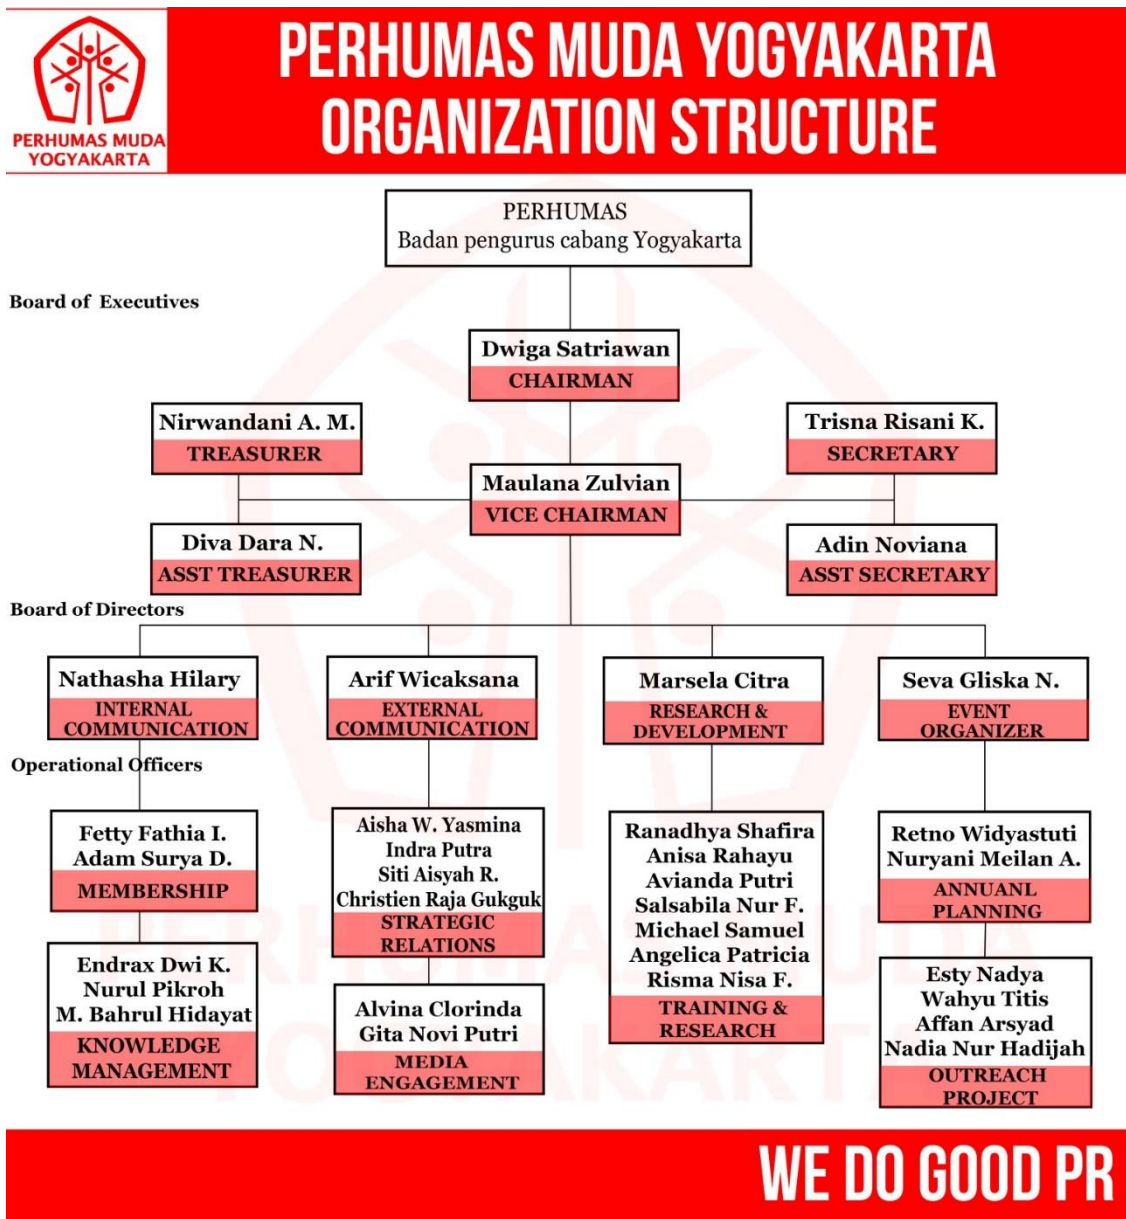 PERHUMAS MUDA
YOGYAKARTA
PERHUMAS MUDA YOGYAKARTA
ORGANIZATION STRUCTURE
PERHUMAS
Badan pengurus cabang Yogyakarta
Board of Executives
Dwiga Satriawan
CHAIRMAN
Nirwandani A. M.
TREASURER
Trisna Risani K.
SECRETARY
Maulana Zulvian
VICE CHAIRMAN
Diva Dara N.
ASST TREASURER
Adin Noviana
ASST SECRETARY
Board of Directors
Nathasha Hilary
INTERNAL
COMMUNICATION
Arif Wicaksana
EXTERNAL
COMMUNICATION
Marsela Citra
RESEARCH &
DEVELOPMENT
Seva Gliska N.
EVENT
ORGANIZER
Operational Officers
Fetty Fathia I.
Adam Surya D.
MEMBERSHIP
Endrax Dwi K.
Nurul Pikroh
M. Bahrul Hidayat
KNOWLEDGE
MANAGEMENT
Aisha W. Yasmina
Indra Putra
Siti Aisyah R.
Christien Raja Gukguk
STRATEGIC
RELATIONS
Alvina Clorinda
Gita Novi Putri
MEDIA
ENGAGEMENT
Ranadhya Shafira
Anisa Rahayu
Avianda Putri
Salsabila Nur F.
Michael Samuel
Angelica Patricia
Risma Nisa F.
TRAINING &
RESEARCH
Retno Widyastuti
Nuryani Meilan A.
ANNUANL
PLANNING
Esty Nadya
Wahyu Titis
Affan Arsyad
Nadia Nur Hadijah
OUTREACH
PROJECT
PERHUMAS MUDA
YOGYAKARTA
WE DO GOOD PR